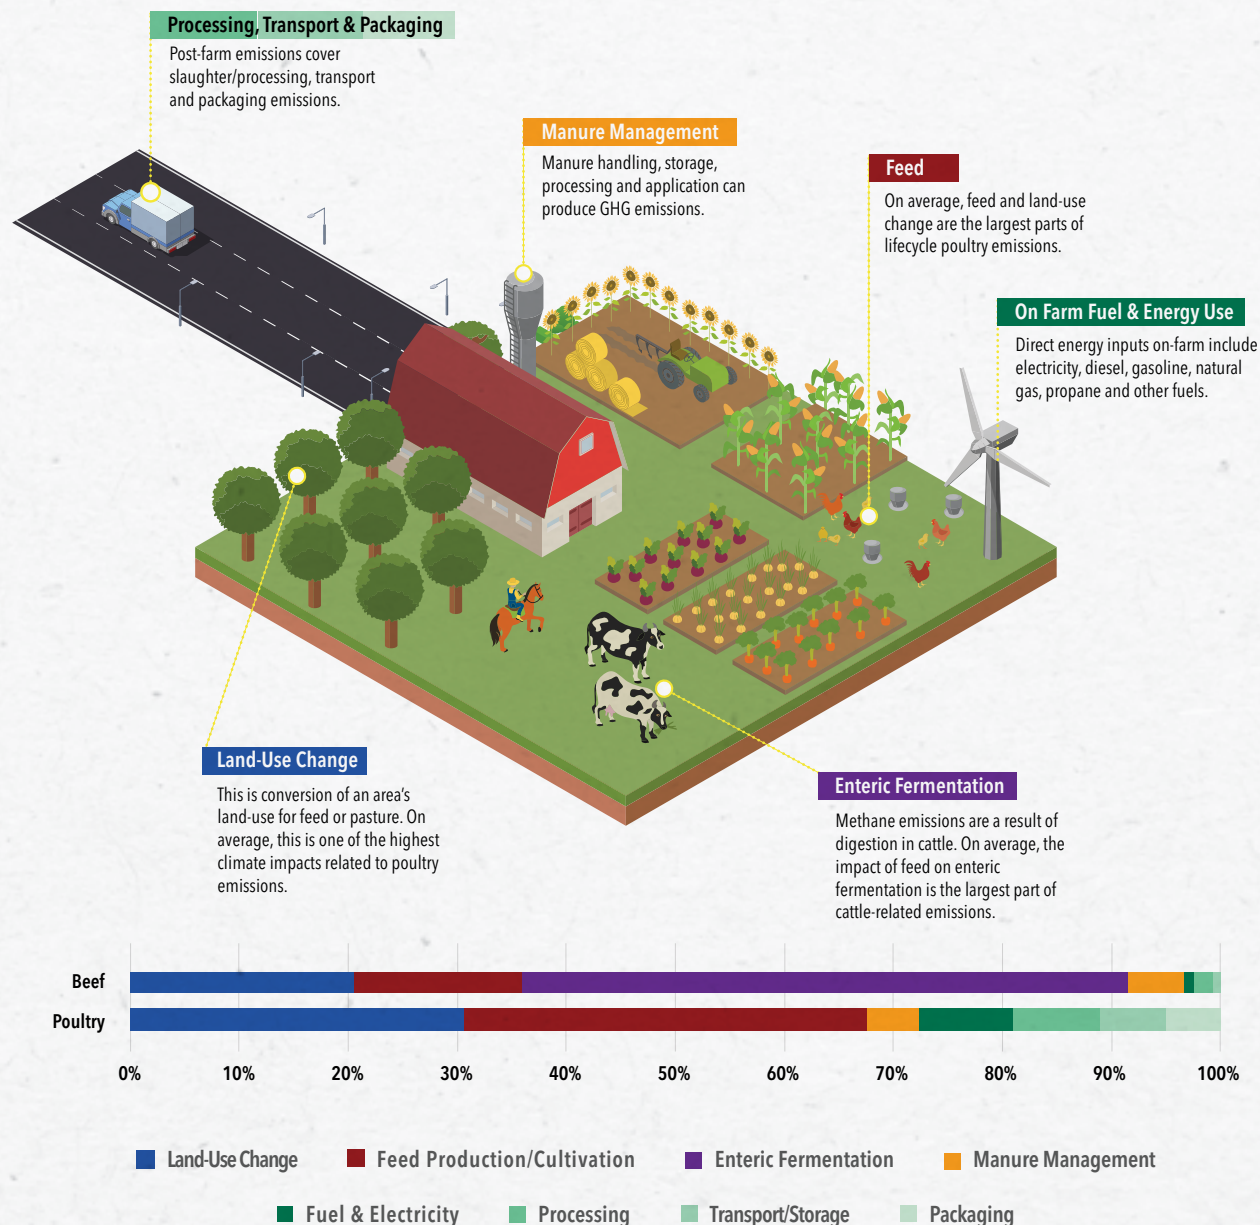 Processing, Transport & Packaging
Post-farm emissions cover
slaughter/processing, transport
and packaging emissions.
Manure Management
Manure handling, storage,
processing and application can
produce GHG emissions.
Feed
On average, feed and land-use
change are the largest parts of
lifecycle poultry emissions.
On Farm Fuel & Energy Use
Direct energy inputs on-farm include
electricity, diesel, gasoline, natural
gas, propane and other fuels.
Land-Use Change
This is conversion of an area's
land-use for feed or pasture. On
average, this is one of the highest
climate impacts related to poultry
emissions.
Enteric Fermentation
Methane emissions are a result of
digestion in cattle. On average, the
impact of feed on enteric
fermentation is the largest part of
cattle-related emissions.
Beef
Poultry
0% 10% 20% 30% 40% 50% 60% 70% 80% 90% 100%
Land-Use Change Feed Production/Cultivation Enteric Fermentation Manure Management
Fuel & Electricity Processing Transport/Storage Packaging